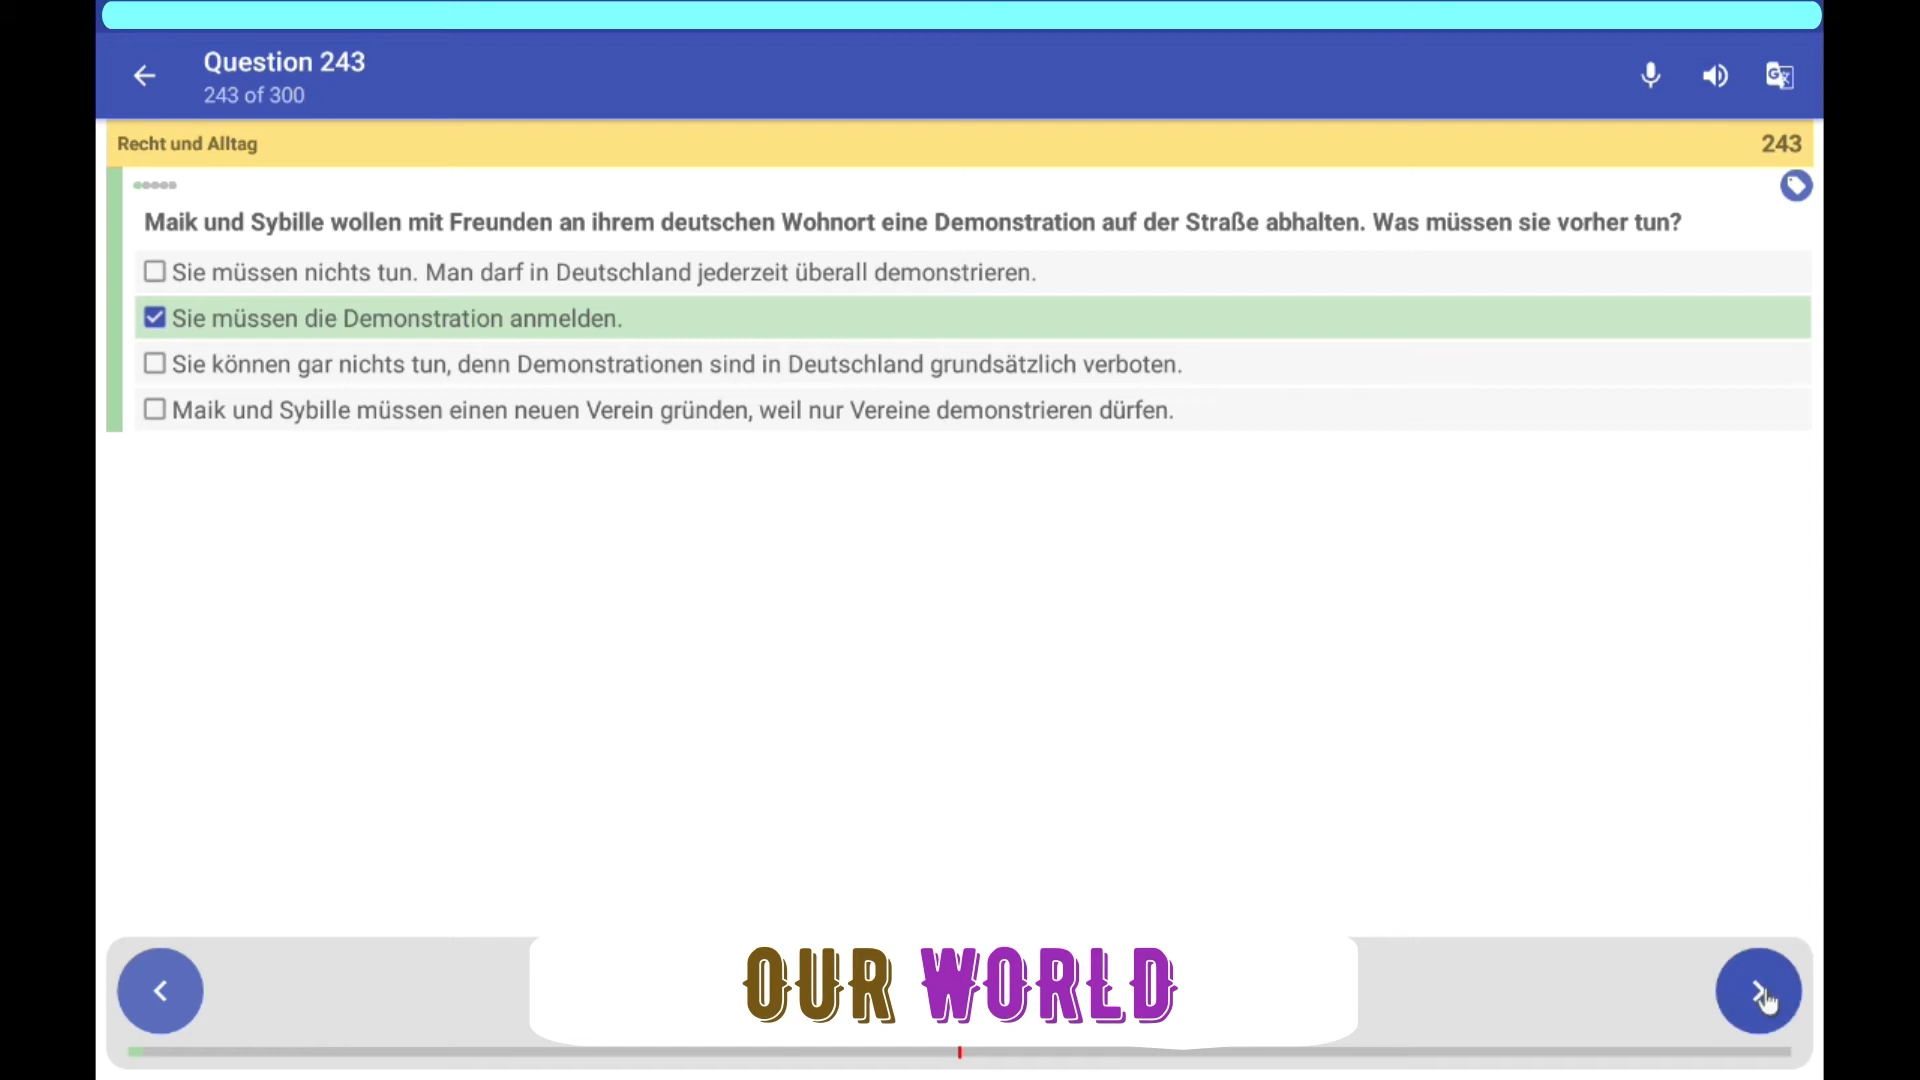 Question 243
243 of 300
Recht und Alltag
243
Maik und Sybille wollen mit Freunden an ihrem deutschen Wohnort eine Demonstration auf der Straße abhalten. Was müssen sie vorher tun?
Sie müssen nichts tun. Man darf in Deutschland jederzeit überall demonstrieren.
Sie müssen die Demonstration anmelden.
Sie können gar nichts tun, denn Demonstrationen sind in Deutschland grundsätzlich verboten.
Maik und Sybille müssen einen neuen Verein gründen, weil nur Vereine demonstrieren dürfen.
OUR WORLD